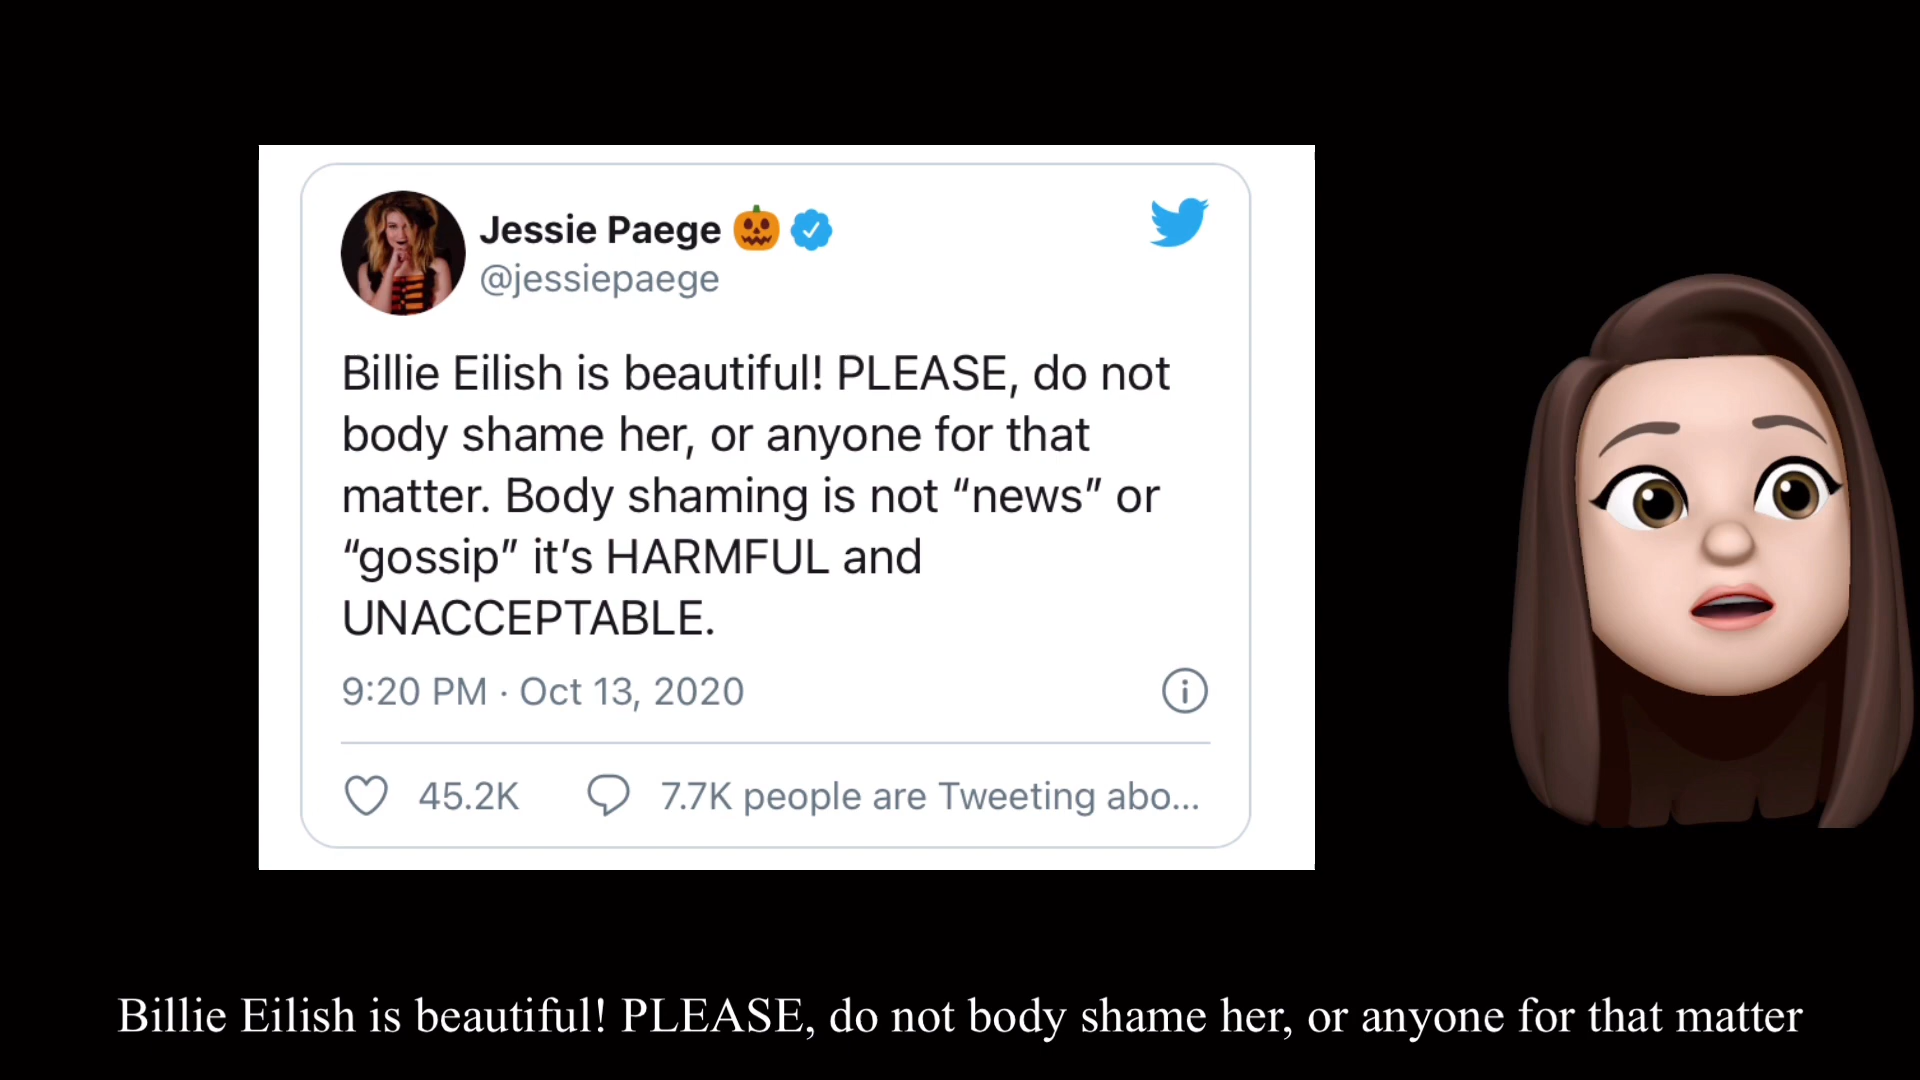 Jessie Paege 🎃
@jessiepaege
Billie Eilish is beautiful! PLEASE, do not
body shame her, or anyone for that
matter. Body shaming is not “news” or
“gossip” it’s HARMFUL and
UNACCEPTABLE.
9:20 PM · Oct 13, 2020
45.2K 7.7K people are Tweeting abo...
Billie Eilish is beautiful! PLEASE, do not body shame her, or anyone for that matter